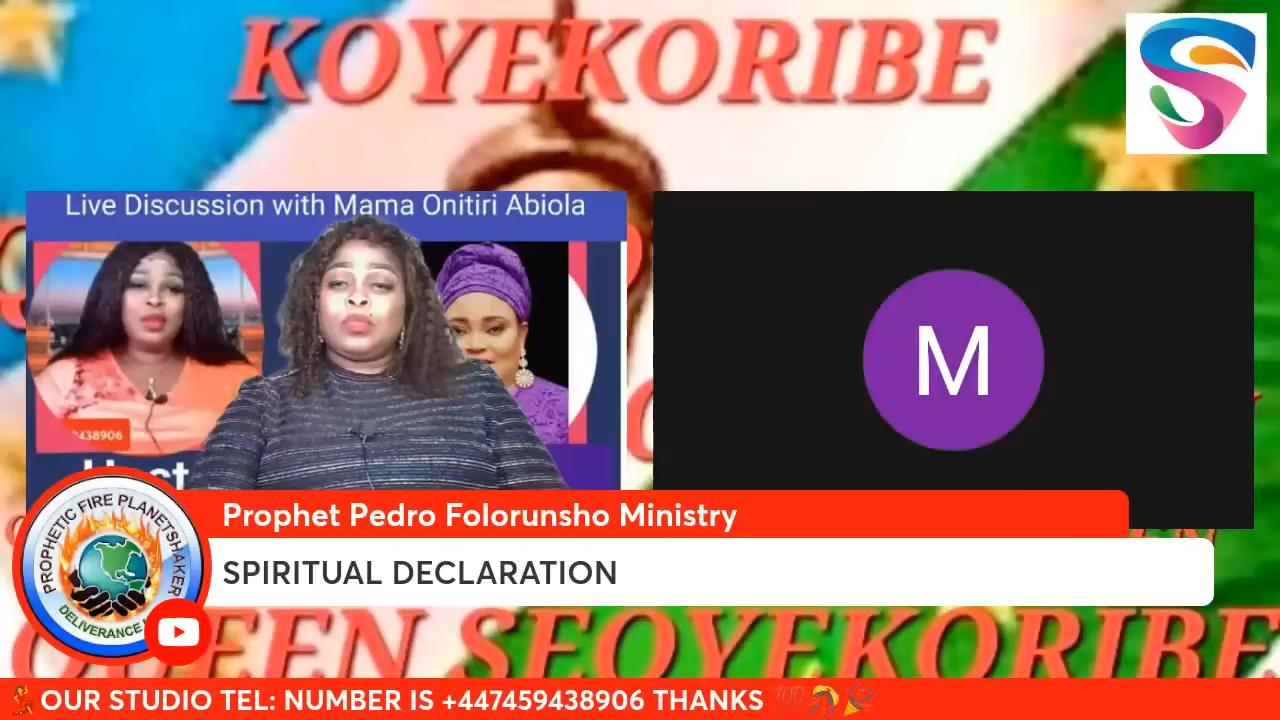 KOYEKORIBE
Live Discussion with Mama Onitiri Abiola
438906
Host
M
PROPHETIC FIRE PLANETSHAKER
DELIVERANCE
Prophet Pedro Folorunsho Ministry
SPIRITUAL DECLARATION
QUEEN SEOYEKORIBE
💃OUR STUDIO TEL: NUMBER IS +447459438906 THANKS 💯🪅🎉